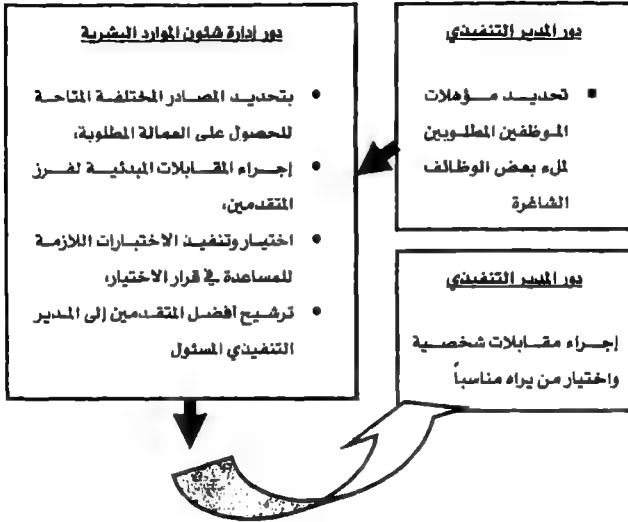 دور المدير التنفيذي
▪ تحديد مؤهلات
الموظفين المطلوبين
لملء بعض الوظائف
الشاغرة
دور إدارة شئون الموارد البشرية
• بتحديد المصادر المختلفة المتاحة
للحصول على العمالة المطلوبة،
• إجراء المقابلات المبدئية لفرز
المتقدمين،
• اختيار وتنفيذ الاختبارات اللازمة
للمساعدة في قرار الاختيار،
• ترشيح أفضل المتقدمين إلى المدير
التنفيذي المسئول
دور المدير التنفيذي
إجراء مقابلات شخصية
واختيار من يراه مناسباً